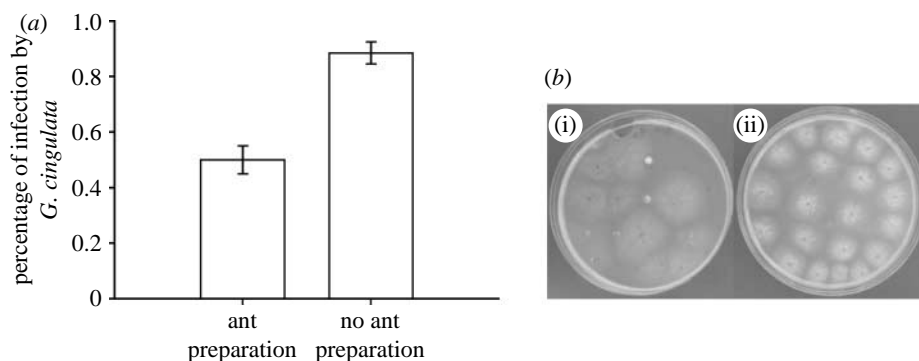 (a)
percentage of infection by
G. cingulata
1.0
0.8
0.6
0.4
0.2
0
ant
preparation
no ant
preparation
(b)
(i)
(ii)